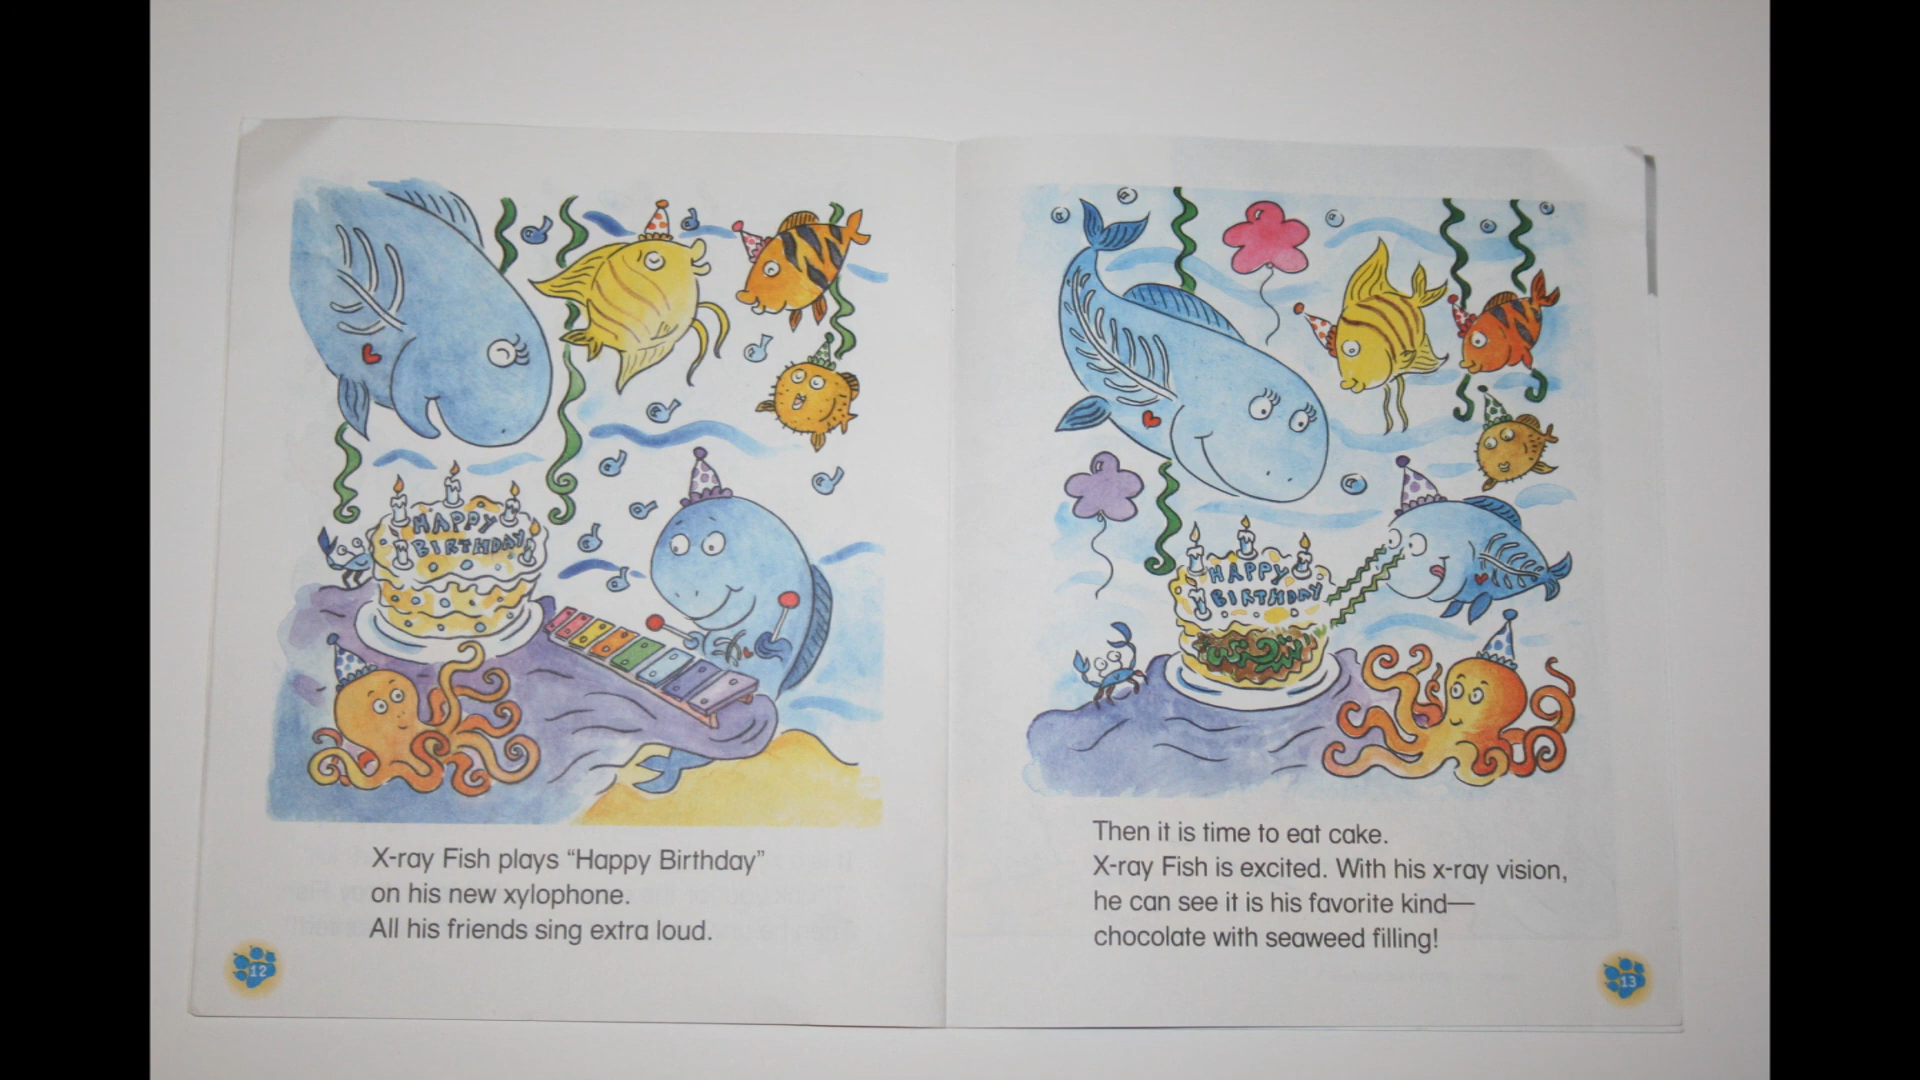 HAPPY
BIRTHDAY
X-ray Fish plays “Happy Birthday”
on his new xylophone.
All his friends sing extra loud.
12
HAPPY
BIRTHDAY
Then it is time to eat cake.
X-ray Fish is excited. With his x-ray vision,
he can see it is his favorite kind—
chocolate with seaweed filling!
13